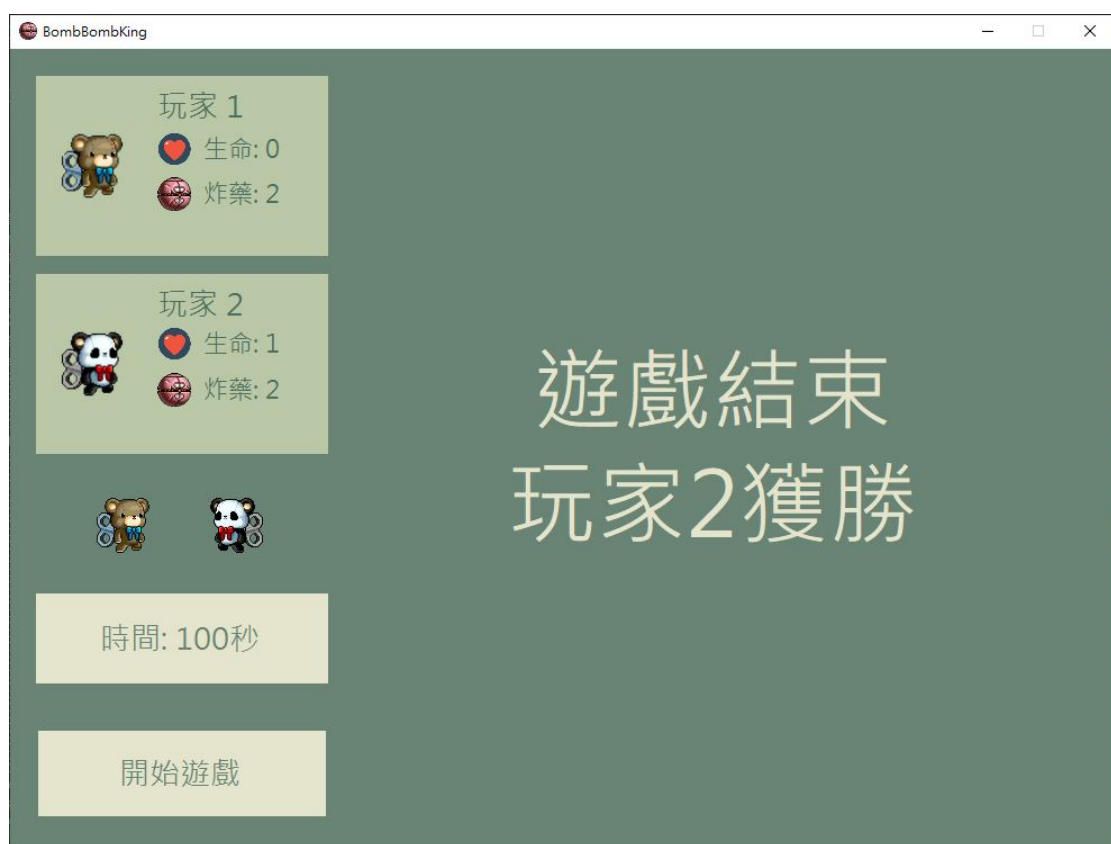 BombBombKing
玩家 1
生命: 0
炸藥: 2
玩家 2
生命: 1
炸藥: 2
時間: 100秒
開始遊戲
遊戲結束
玩家2獲勝